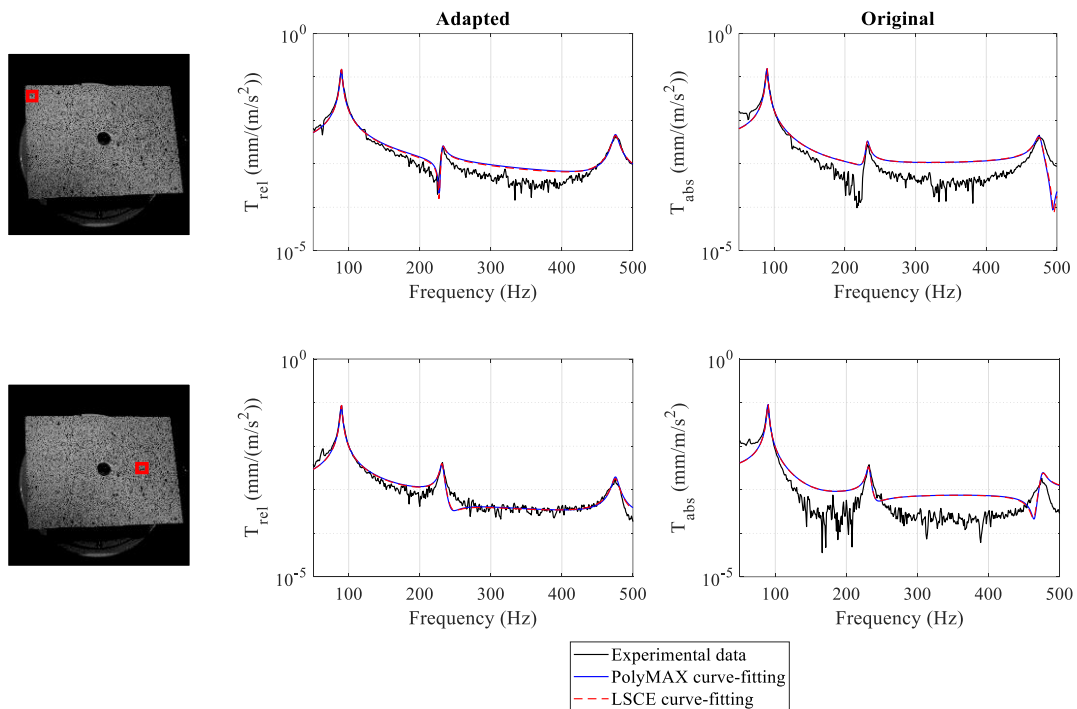 Adapted
Original
10^0
10^-5
T_rel (mm/(m/s^2))
100 200 300 400 500
Frequency (Hz)
10^0
10^-5
T_abs (mm/(m/s^2))
100 200 300 400 500
Frequency (Hz)
10^0
10^-5
T_rel (mm/(m/s^2))
100 200 300 400 500
Frequency (Hz)
10^0
10^-5
T_abs (mm/m/s^2)
100 200 300 400 500
Frequency (Hz)
Experimental data
PolyMAX curve-fitting
LSCE curve-fitting